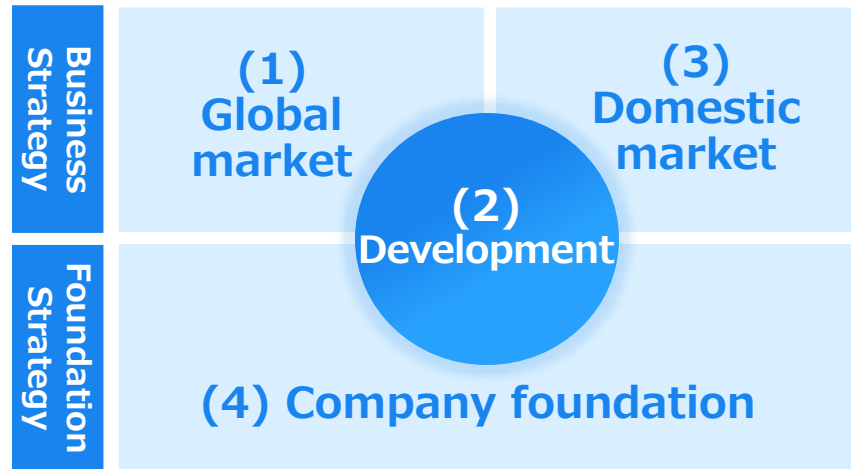 Business
Strategy
(1)
Global
market
(2)
Development
(3)
Domestic
market
Foundation
Strategy
(4) Company foundation